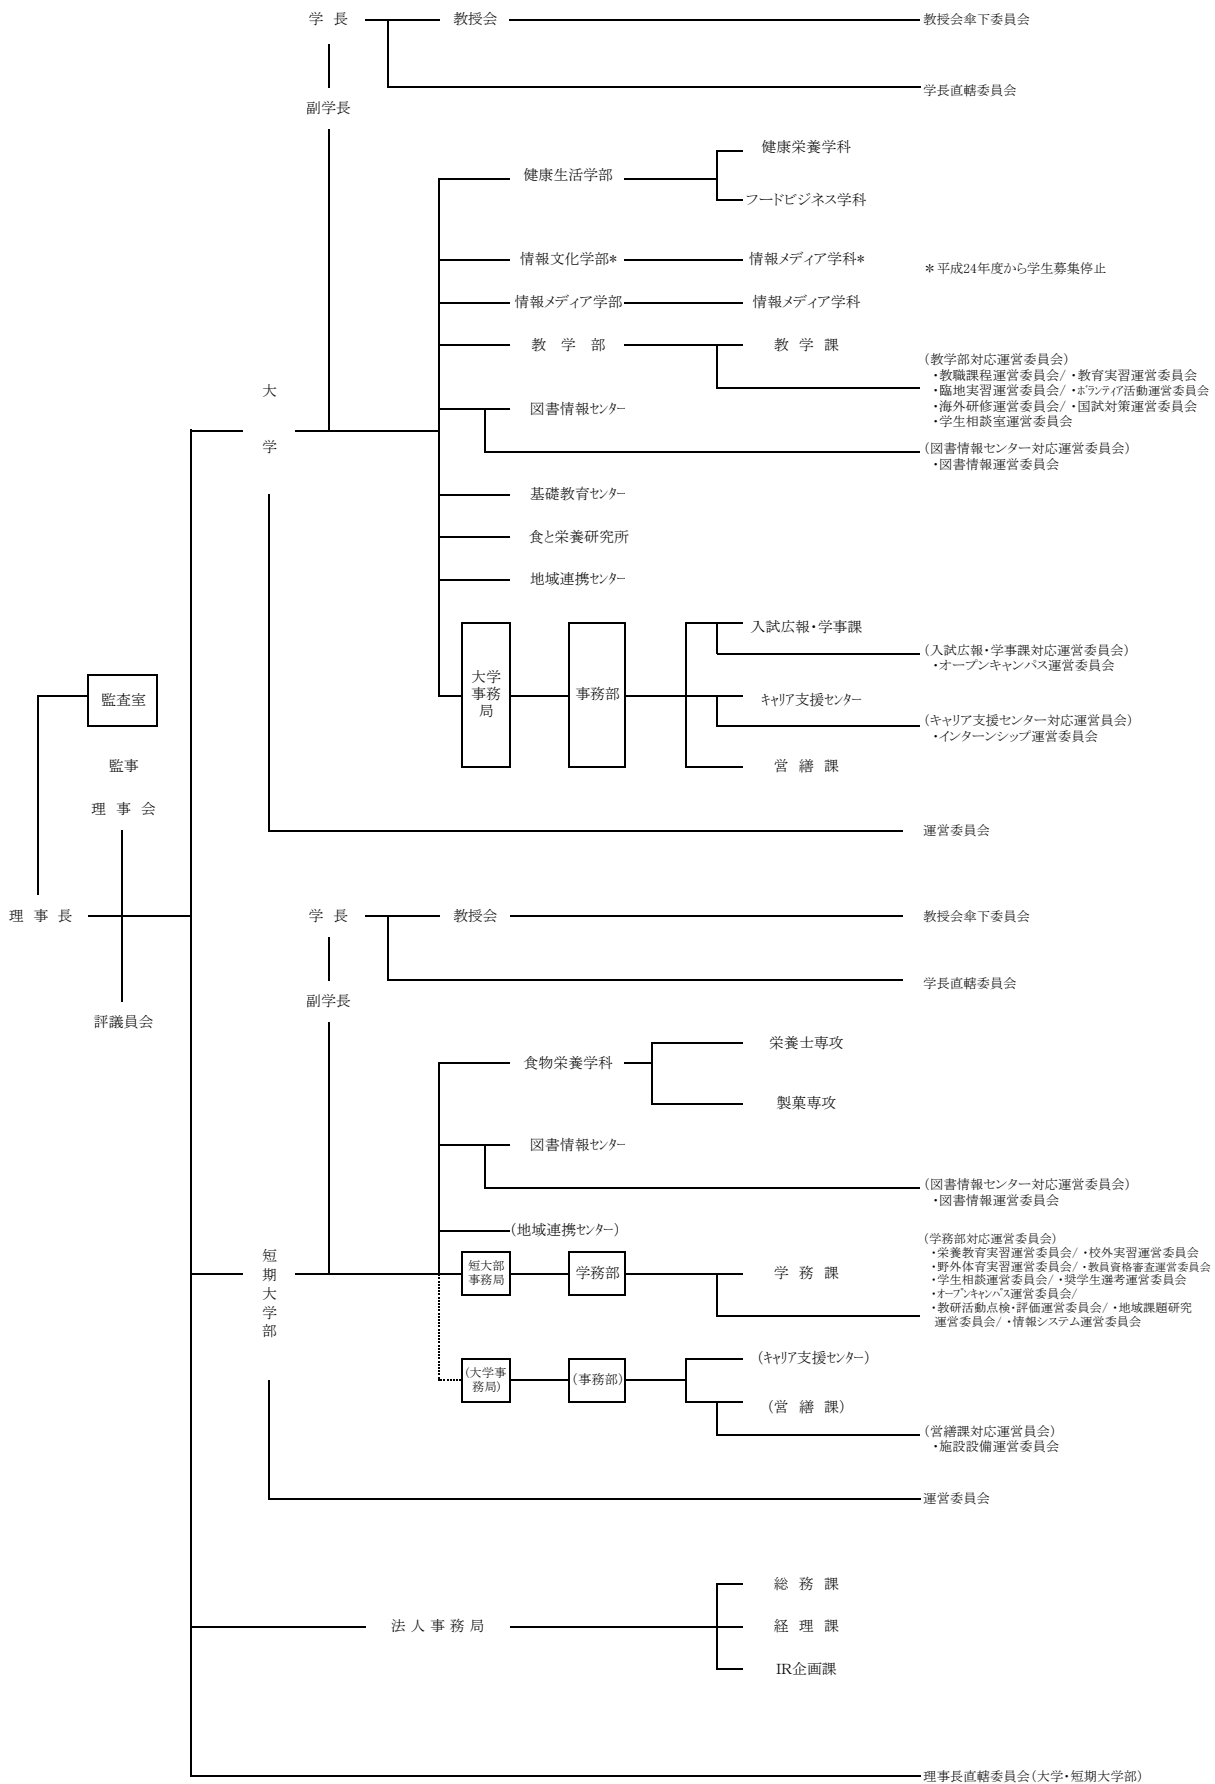 学 長
教授会
教授会傘下委員会
学長直轄委員会
副学長
健康栄養学科
健康生活学部
フードビジネス学科
情報文化学部*
情報メディア学科*
*平成24年度から学生募集停止
情報メディア学部
情報メディア学科
教 学 部
教 学 課
(教学部対応運営委員会)
・教職課程運営委員会/ ・教育実習運営委員会
・臨地実習運営委員会/ ・ボランティア活動運営委員会
・海外研修運営委員会/ ・国試対策運営委員会
・学生相談室運営委員会
大
学
図書情報センター
(図書情報センター対応運営委員会)
・図書情報運営委員会
基礎教育センター
食と栄養研究所
地域連携センター
入試広報・学事課
(入試広報・学事課対応運営委員会)
・オープンキャンパス運営委員会
大学
事務
局
事務部
監査室
キャリア支援センター
(キャリア支援センター対応運営員会)
・インターンシップ運営委員会
監事
営 繕 課
理 事 会
運営委員会
理 事 長
学 長
教授会
教授会傘下委員会
学長直轄委員会
副学長
評議員会
栄養士専攻
食物栄養学科
製菓専攻
図書情報センター
(図書情報センター対応運営委員会)
・図書情報運営委員会
(地域連携センター)
短
期
大
学
部
短大部
事務局
学務部
学 務 課
(学務部対応運営委員会)
・栄養教育実習運営委員会/ ・校外実習運営委員会
・野外体育実習運営委員会/ ・教員資格審査運営委員会
・学生相談運営委員会/ ・奨学生選考運営委員会
・オープンキャンパス運営委員会/
・教研活動点検・評価運営委員会/ ・地域課題研究
運営委員会/ ・情報システム運営委員会
(大学事
務局)
(事務部)
(キャリア支援センター)
(営 繕 課)
(営繕課対応運営員会)
・施設設備運営委員会
運営委員会
総 務 課
法 人 事 務 局
経 理 課
IR企画課
理事長直轄委員会(大学・短期大学部)